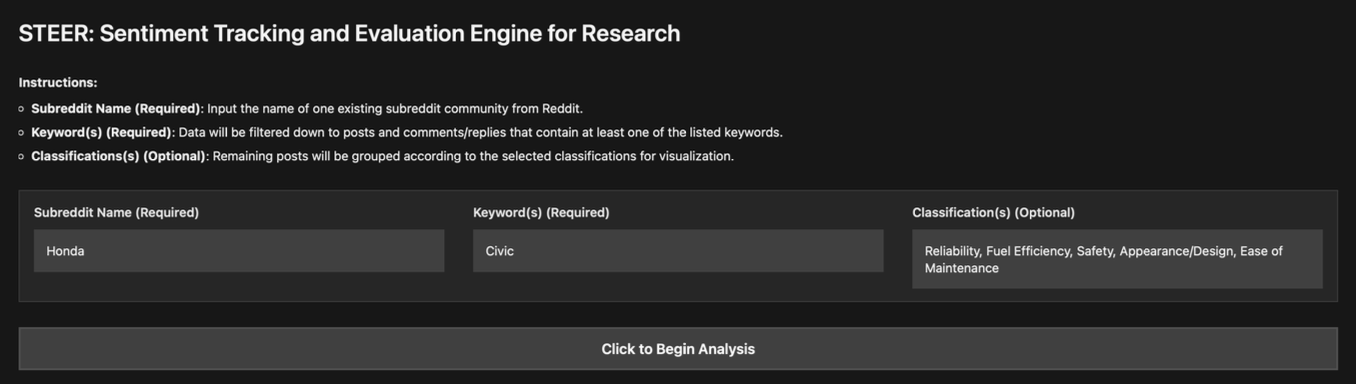 STEER: Sentiment Tracking and Evaluation Engine for Research
Instructions:
Subreddit Name (Required): Input the name of one existing subreddit community from Reddit.
Keyword(s) (Required): Data will be filtered down to posts and comments/replies that contain at least one of the listed keywords.
Classifications(s) (Optional): Remaining posts will be grouped according to the selected classifications for visualization.
Subreddit Name (Required)
Honda
Keyword(s) (Required)
Civic
Classification(s) (Optional)
Reliability, Fuel Efficiency, Safety, Appearance/Design, Ease of
Maintenance
Click to Begin Analysis